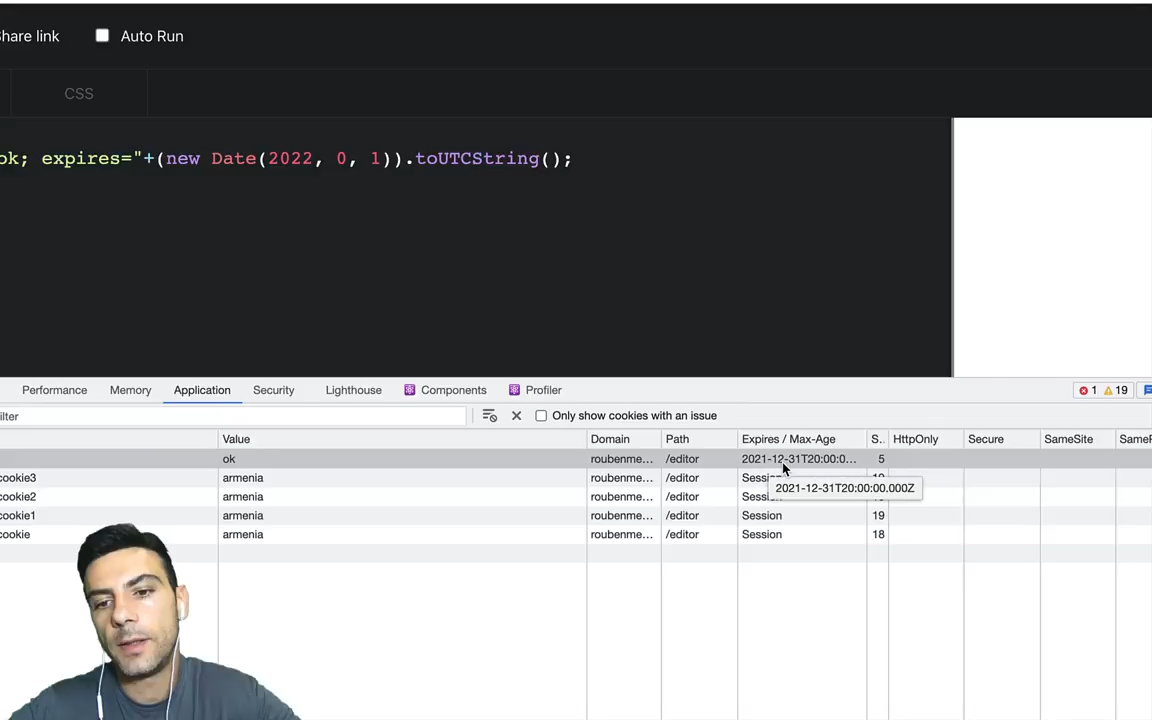 hare link Auto Run
CSS
ok; expires="+(new Date(2022, 0, 1)).toUTCString();
Performance Memory Application Security Lighthouse Components Profiler 1 19
ilter Only show cookies with an issue
Value Domain Path Expires / Max-Age S.. HttpOnly Secure SameSite SameP
ok roubenme... /editor 2021-12-31T20:00:0... 5
cookie3 armenia roubenme... /editor Sessi
2021-12-31T20:00:00.000Z
cookie2 armenia roubenme... /editor Sessi
cookie1 armenia roubenme... /editor Session 19
cookie armenia roubenme... /editor Session 18